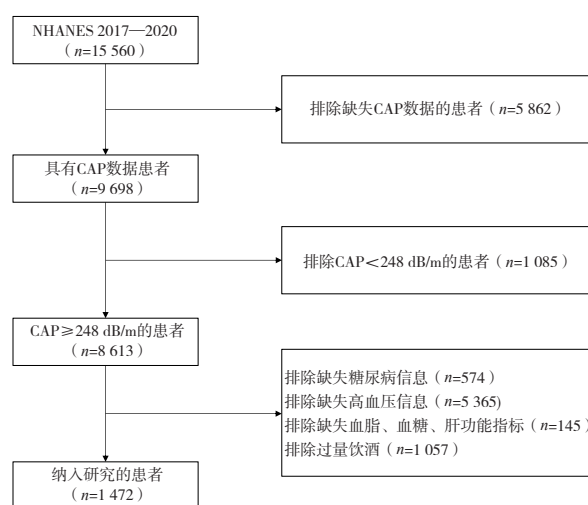 NHANES 2017—2020
（n=15 560）
排除缺失CAP数据的患者（n=5 862）
具有CAP数据患者
（n=9 698）
排除CAP＜248 dB/m的患者（n=1 085）
CAP≥248 dB/m的患者
（n=8 613）
排除缺失糖尿病信息（n=574）
排除缺失高血压信息（n=5 365)
排除缺失血脂、血糖、肝功能指标（n=145）
排除过量饮酒（n=1 057）
纳入研究的患者
（n=1 472）